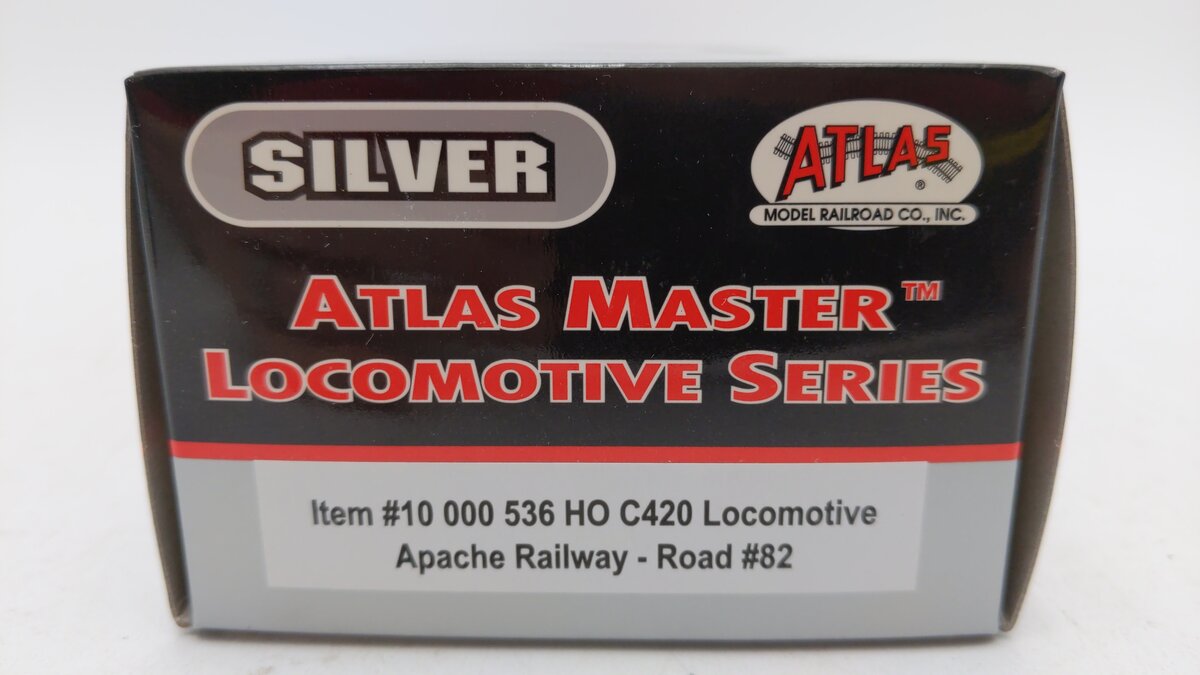 SILVER
ATLAS
®
MODEL RAILROAD CO., INC.
ATLAS MASTER™
LOCOMOTIVE SERIES
Item #10 000 536 HO C420 Locomotive
Apache Railway - Road #82